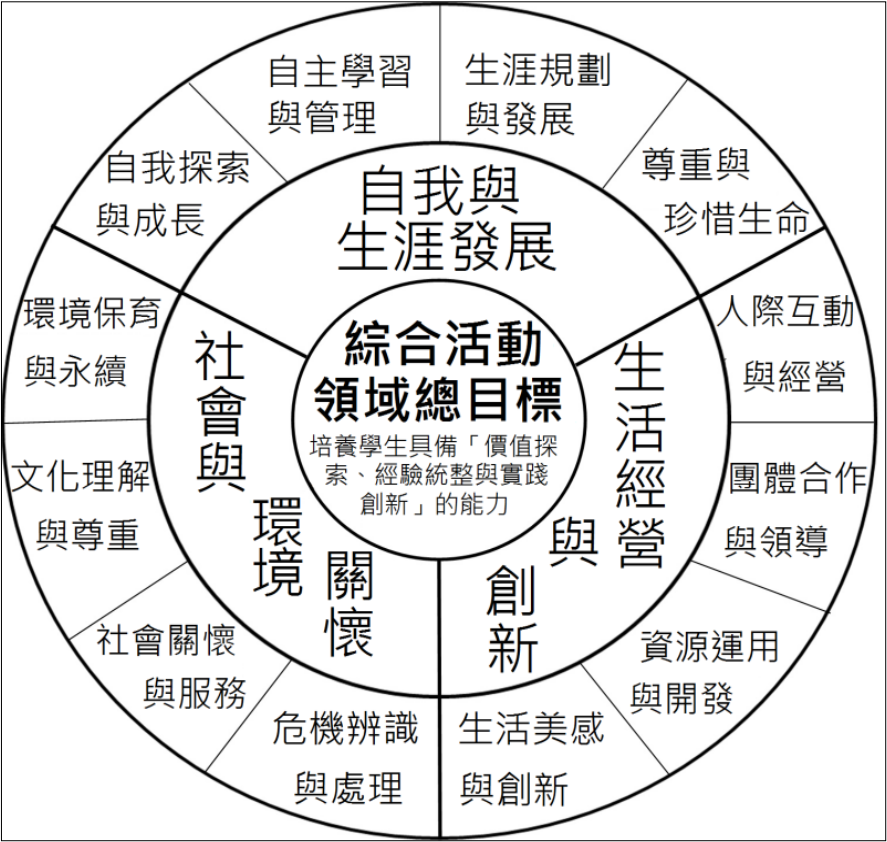 綜合活動
領域總目標
培養學生具備「價值探
索、經驗統整與實踐
創新」的能力
自我與
生涯發展
自我探索
與成長
自主學習
與管理
生涯規劃
與發展
尊重與
珍惜生命
生活經營
與
創新
人際互動
與經營
團體合作
與領導
資源運用
與開發
生活美感
與創新
社會與
環境
關懷
危機辨識
與處理
社會關懷
與服務
文化理解
與尊重
環境保育
與永續